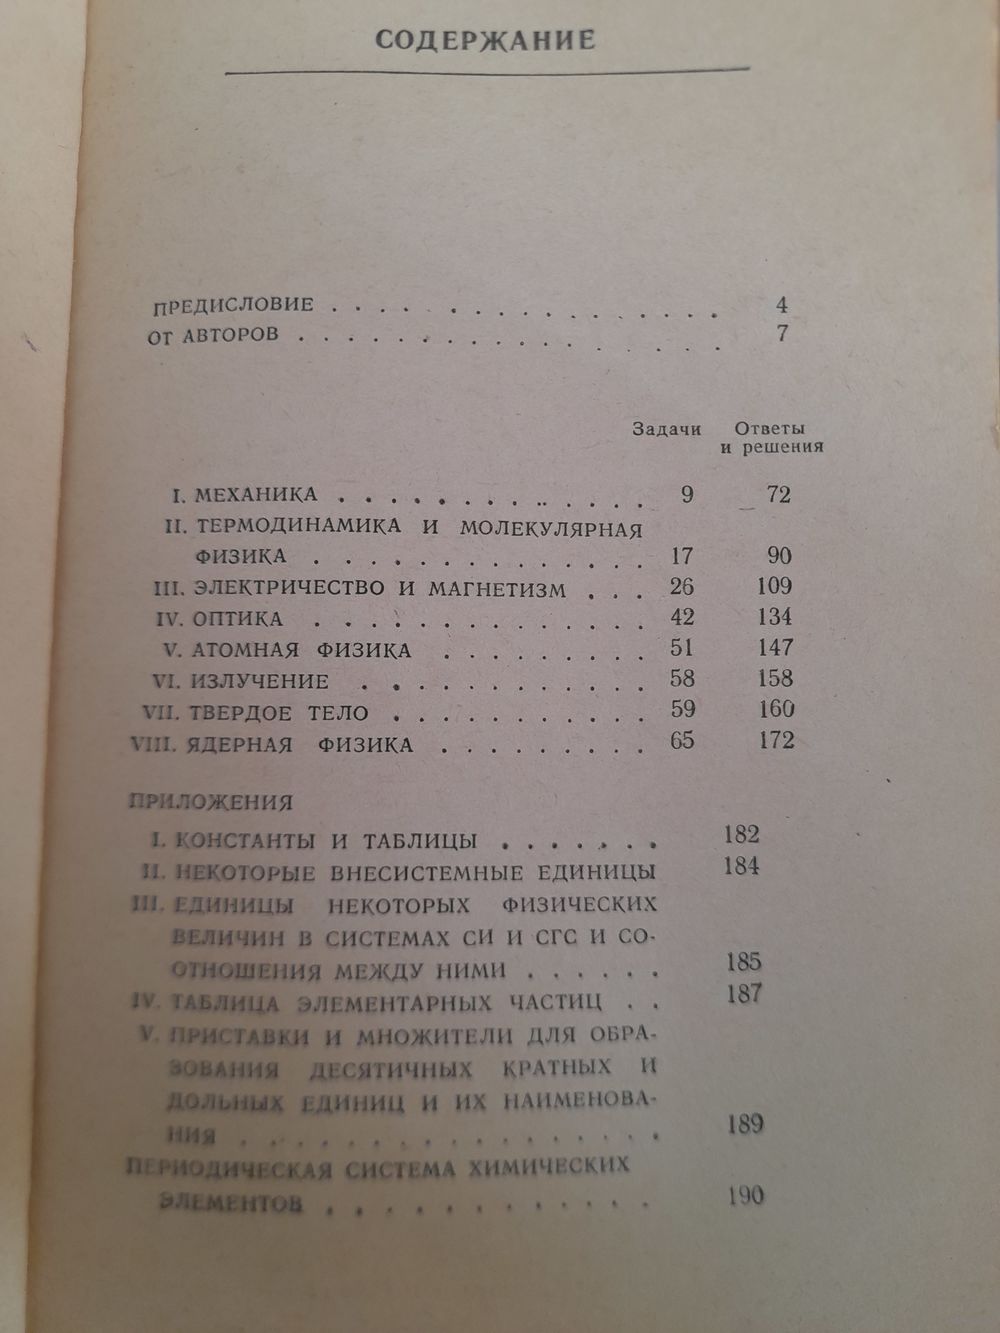 СОДЕРЖАНИЕ
ПРЕДИСЛОВИЕ . . . . . . . . . . . . . . . . 4
ОТ АВТОРОВ . . . . . . . . . . . . . . . . 7
Задачи Ответы
и решения
I. МЕХАНИКА . . . . . . . . . . . . . 9 72
II. ТЕРМОДИНАМИКА И МОЛЕКУЛЯРНАЯ
ФИЗИКА . . . . . . . . . . . . . 17 90
III. ЭЛЕКТРИЧЕСТВО И МАГНЕТИЗМ . . . 26 109
IV. ОПТИКА . . . . . . . . . . . . . 42 134
V. АТОМНАЯ ФИЗИКА . . . . . . . . . 51 147
VI. ИЗЛУЧЕНИЕ . . . . . . . . . . . 58 158
VII. ТВЕРДОЕ ТЕЛО . . . . . . . . . . 59 160
VIII. ЯДЕРНАЯ ФИЗИКА . . . . . . . . . 65 172
ПРИЛОЖЕНИЯ
I. КОНСТАНТЫ И ТАБЛИЦЫ . . . . . . . 182
II. НЕКОТОРЫЕ ВНЕСИСТЕМНЫЕ ЕДИНИЦЫ 184
III. ЕДИНИЦЫ НЕКОТОРЫХ ФИЗИЧЕСКИХ
ВЕЛИЧИН В СИСТЕМАХ СИ И СГС И СО-
ОТНОШЕНИЯ МЕЖДУ НИМИ . . . . . . 185
IV. ТАБЛИЦА ЭЛЕМЕНТАРНЫХ ЧАСТИЦ . . 187
V. ПРИСТАВКИ И МНОЖИТЕЛИ ДЛЯ ОБРА-
ЗОВАНИЯ ДЕСЯТИЧНЫХ КРАТНЫХ И
ДОЛЬНЫХ ЕДИНИЦ И ИХ НАИМЕНОВА-
НИЯ . . . . . . . . . . . . . . . . 189
ПЕРИОДИЧЕСКАЯ СИСТЕМА ХИМИЧЕСКИХ
ЭЛЕМЕНТОВ . . . . . . . . . . . 190